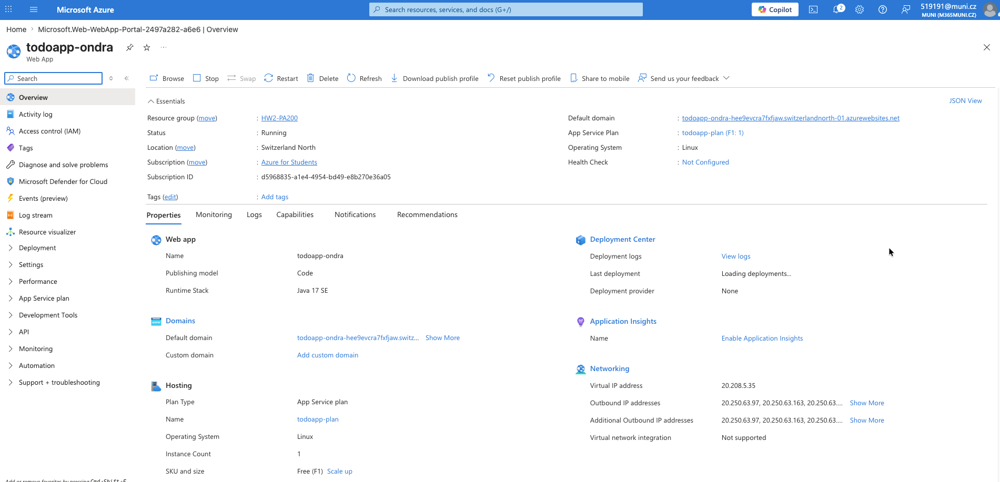 Microsoft Azure
Search resources, services, and docs (G+/)
Copilot
2
519191@muni.cz
MUNI (M365MUNI.CZ)
Home > Microsoft.Web-WebApp-Portal-2497a282-a6e6 | Overview
todoapp-ondra
Web App
Search
Browse Stop Swap Restart Delete Refresh Download publish profile Reset publish profile Share to mobile Send us your feedback
Overview
Activity log
Access control (IAM)
Tags
Diagnose and solve problems
Microsoft Defender for Cloud
Events (preview)
Log stream
Resource visualizer
Deployment
Settings
Performance
App Service plan
Development Tools
API
Monitoring
Automation
Support + troubleshooting
Add or remove favorites by pressing Cmd+Shift+F
Essentials
JSON View
Resource group (move) : HW2-PA200
Status : Running
Location (move) : Switzerland North
Subscription (move) : Azure for Students
Subscription ID : d5968835-a1e4-4954-bd49-e8b270e36a05
Tags (edit) : Add tags
Default domain : todoapp-ondra-hee9evcra7fxfjaw.switzerlandnorth-01.azurewebsites.net
App Service Plan : todoapp-plan (F1: 1)
Operating System : Linux
Health Check : Not Configured
Properties Monitoring Logs Capabilities Notifications Recommendations
Web app
Name todoapp-ondra
Publishing model Code
Runtime Stack Java 17 SE
Domains
Default domain todoapp-ondra-hee9evcra7fxfjaw.switz... Show More
Custom domain Add custom domain
Hosting
Plan Type App Service plan
Name todoapp-plan
Operating System Linux
Instance Count 1
SKU and size Free (F1) Scale up
Deployment Center
Deployment logs View logs
Last deployment Loading deployments...
Deployment provider None
Application Insights
Name Enable Application Insights
Networking
Virtual IP address 20.208.5.35
Outbound IP addresses 20.250.63.97, 20.250.63.163, 20.250.63.... Show More
Additional Outbound IP addresses 20.250.63.97, 20.250.63.163, 20.250.63.... Show More
Virtual network integration Not supported